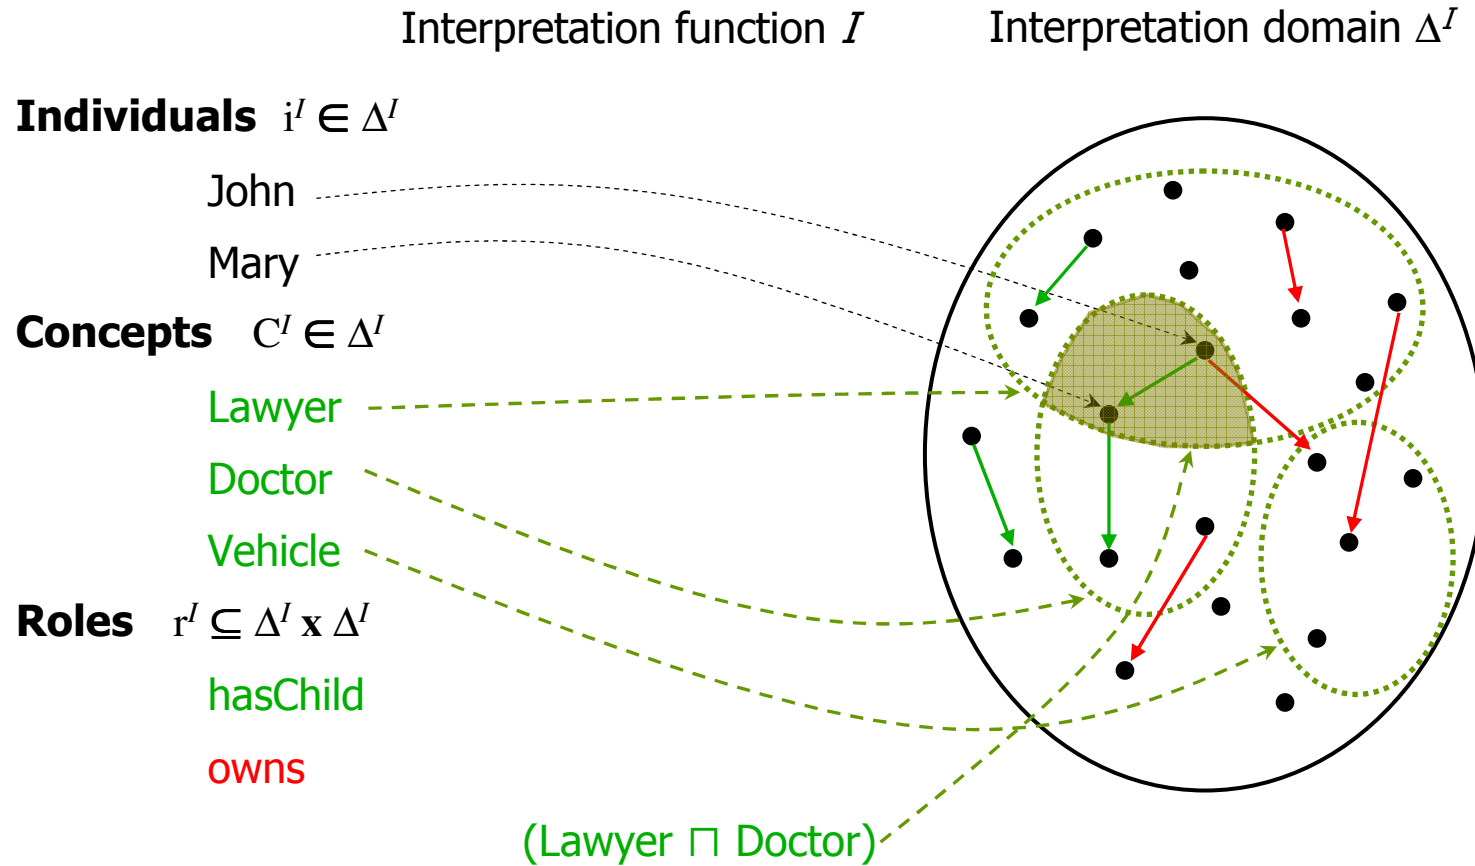 Interpretation function I
Interpretation domain Δ^I
Individuals i^I ∈ Δ^I
John
Mary
Concepts C^I ∈ Δ^I
Lawyer
Doctor
Vehicle
Roles r^I ⊆ Δ^I x Δ^I
hasChild
owns
(Lawyer ⊓ Doctor)